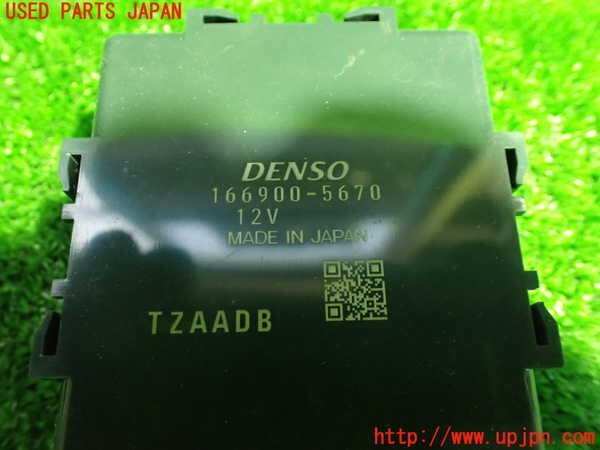 USED PARTS JAPAN
DENSO
166900-5670
12V
MADE IN JAPAN
TZAADB
http://www.upjpn.com/